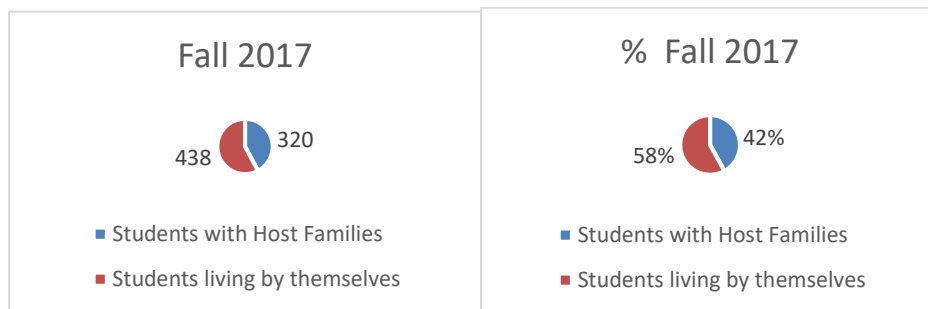 Fall 2017
320
438
Students with Host Families
Students living by themselves
% Fall 2017
42%
58%
Students with Host Families
Students living by themselves